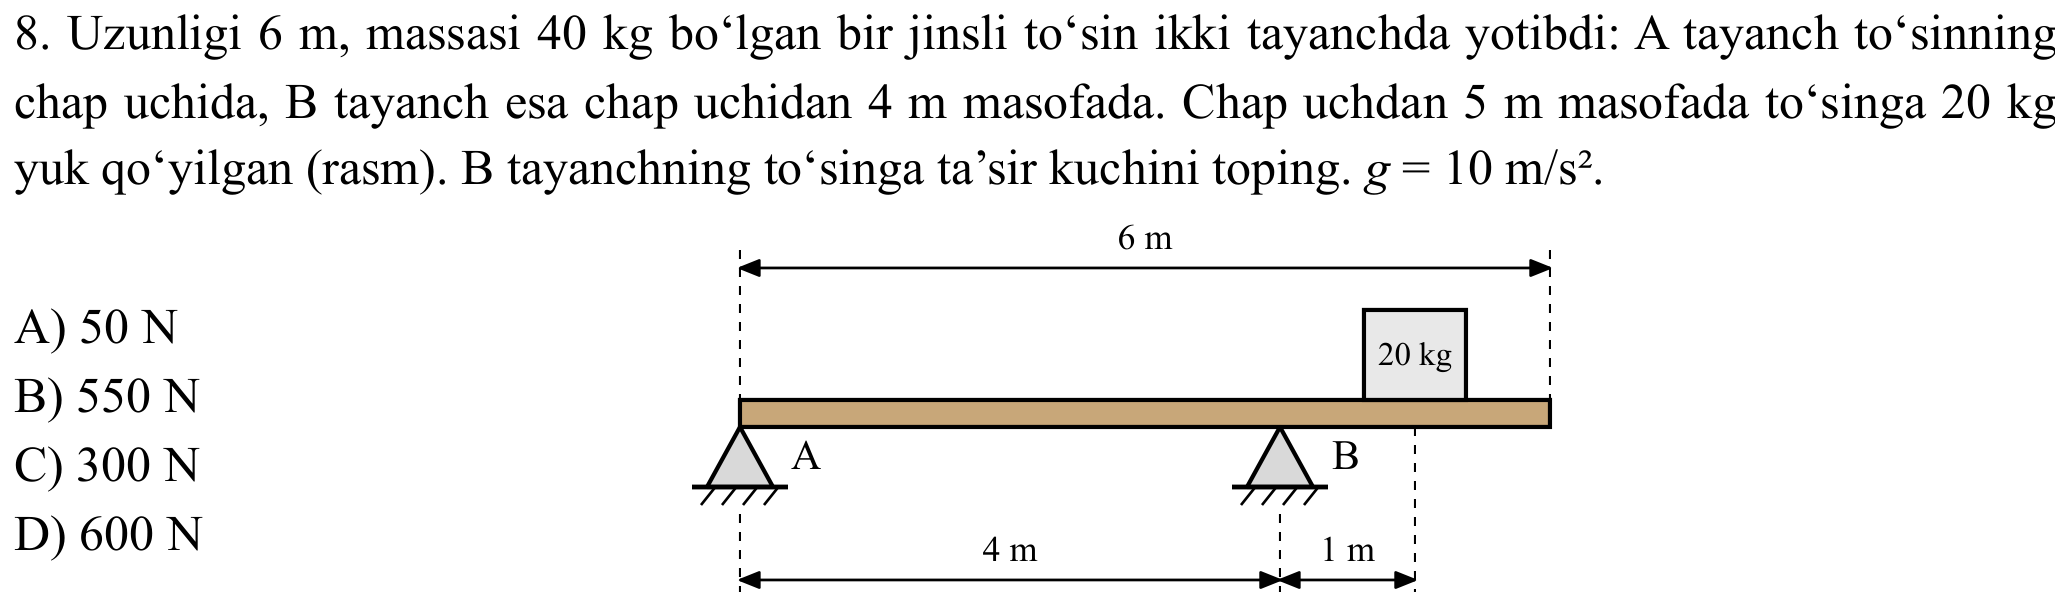 8. Uzunligi 6 m, massasi 40 kg bo‘lgan bir jinsli to‘sin ikki tayanchda yotibdi: A tayanch to‘sinning
chap uchida, B tayanch esa chap uchidan 4 m masofada. Chap uchdan 5 m masofada to‘singa 20 kg
yuk qo‘yilgan (rasm). B tayanchning to‘singa ta’sir kuchini toping. g = 10 m/s².
6 m
A) 50 N
20 kg
B) 550 N
A
B
C) 300 N
D) 600 N
4 m
1 m